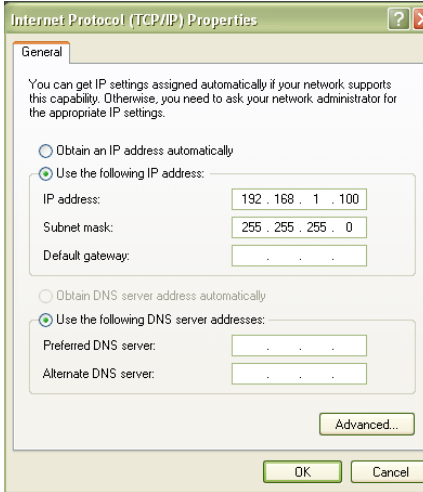 Internet Protocol (TCP/IP) Properties
General
You can get IP settings assigned automatically if your network supports
this capability. Otherwise, you need to ask your network administrator for
the appropriate IP settings.
Obtain an IP address automatically
Use the following IP address:
IP address: 192 . 168 . 1 . 100
Subnet mask: 255 . 255 . 255 . 0
Default gateway: . . .
Obtain DNS server address automatically
Use the following DNS server addresses:
Preferred DNS server: . . .
Alternate DNS server: . . .
Advanced...
OK Cancel